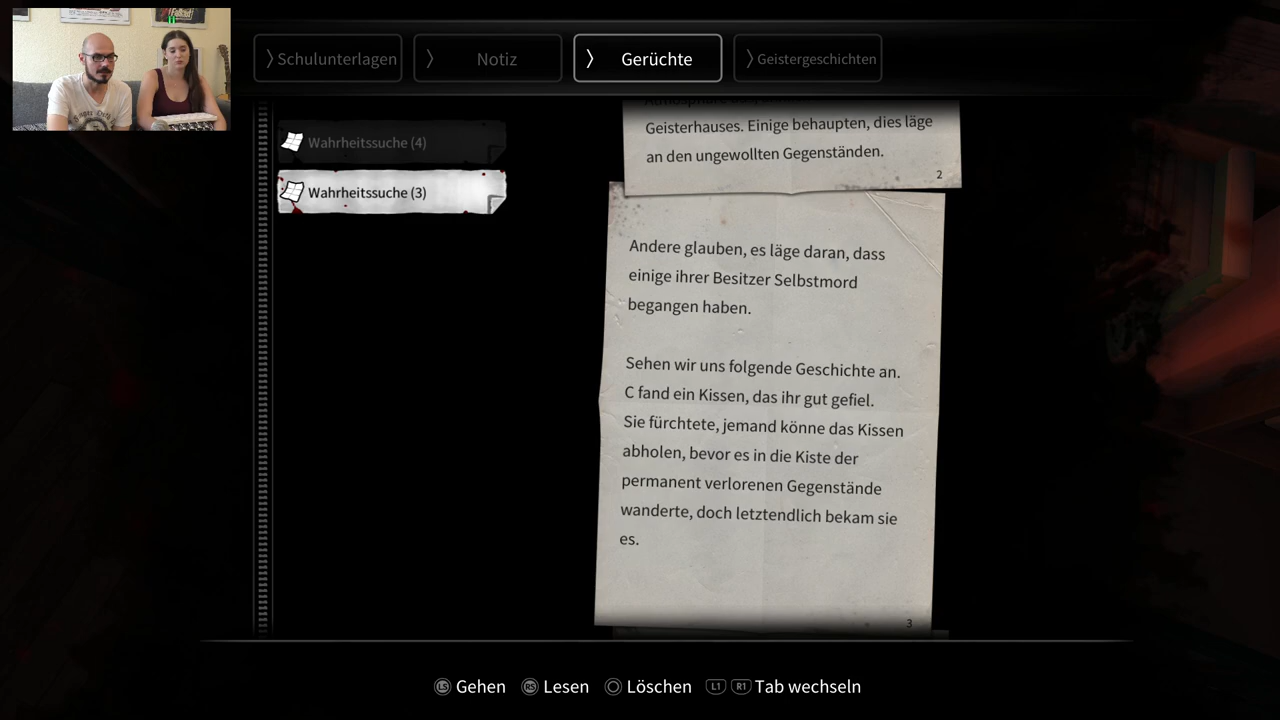 Schulunterlagen
Notiz
Gerüchte
Geistergeschichten
Wahrheitssuche (4)
Wahrheitssuche (3)
Geisterhauses. Einige behaupten, dies läge
an den ungewollten Gegenständen.
2
Andere glauben, es läge daran, dass
einige ihrer Besitzer Selbstmord
begangen haben.
Sehen wir uns folgende Geschichte an.
C fand ein Kissen, das ihr gut gefiel.
Sie fürchtete, jemand könne das Kissen
abholen, bevor es in die Kiste der
permanent verlorenen Gegenstände
wanderte, doch letztendlich bekam sie
es.
3
LS Gehen RS Lesen Löschen L1 R1 Tab wechseln